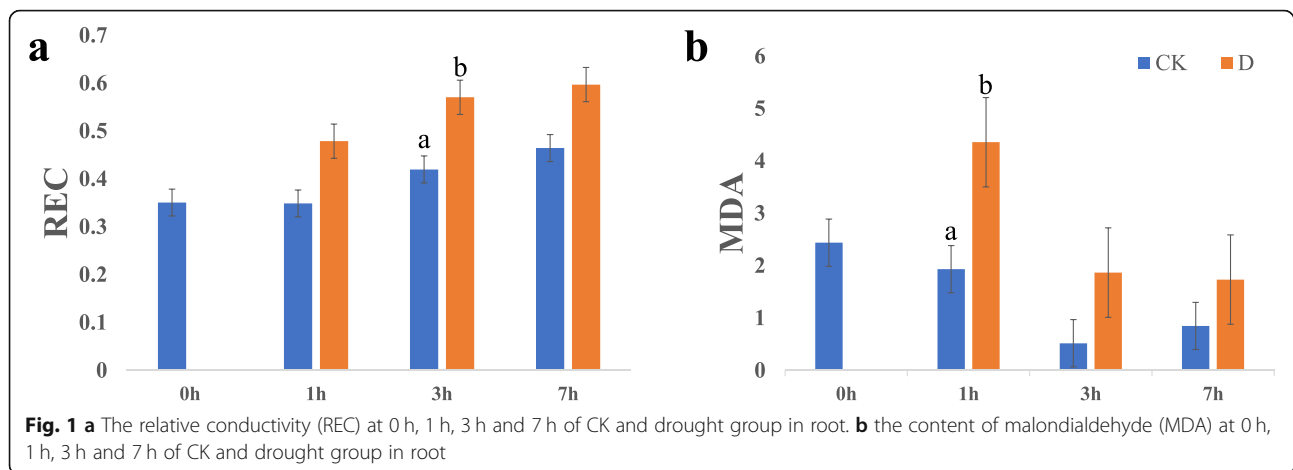 a
0.7
0.6
0.5
0.4
0.3
0.2
0.1
0
REC
a
b
0h
1h
3h
7h
b
6
5
4
3
2
1
0
MDA
CK
D
a
b
0h
1h
3h
7h
Fig. 1 a The relative conductivity (REC) at 0 h, 1 h, 3 h and 7 h of CK and drought group in root. b the content of malondialdehyde (MDA) at 0 h,
1 h, 3 h and 7 h of CK and drought group in root